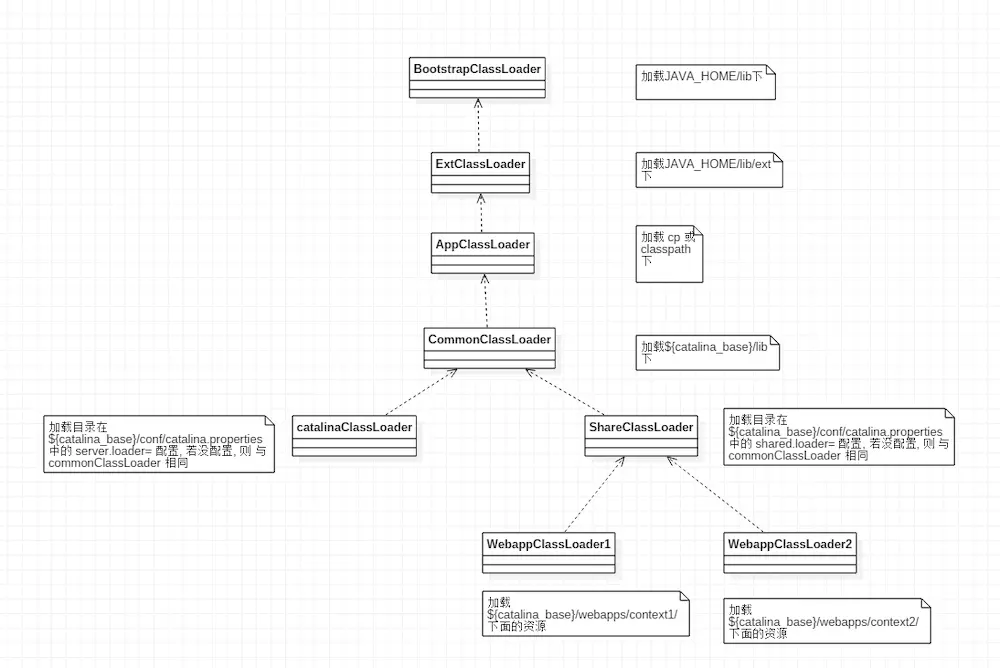 BootstrapClassLoader
加载JAVA_HOME/lib下
ExtClassLoader
加载JAVA_HOME/lib/ext
下
AppClassLoader
加载 cp 或
classpath
下
CommonClassLoader
加载${catalina_base}/lib
下
加载目录在
${catalina_base}/conf/catalina.properties
中的 server.loader= 配置, 若没配置, 则 与
commonClassLoader 相同
catalinaClassLoader
ShareClassLoader
加载目录在
${catalina_base}/conf/catalina.properties
中的 shared.loader= 配置, 若没配置, 则 与
commonClassLoader 相同
WebappClassLoader1
WebappClassLoader2
加载
${catalina_base}/webapps/context1/
下面的资源
加载
${catalina_base}/webapps/context2/
下面的资源